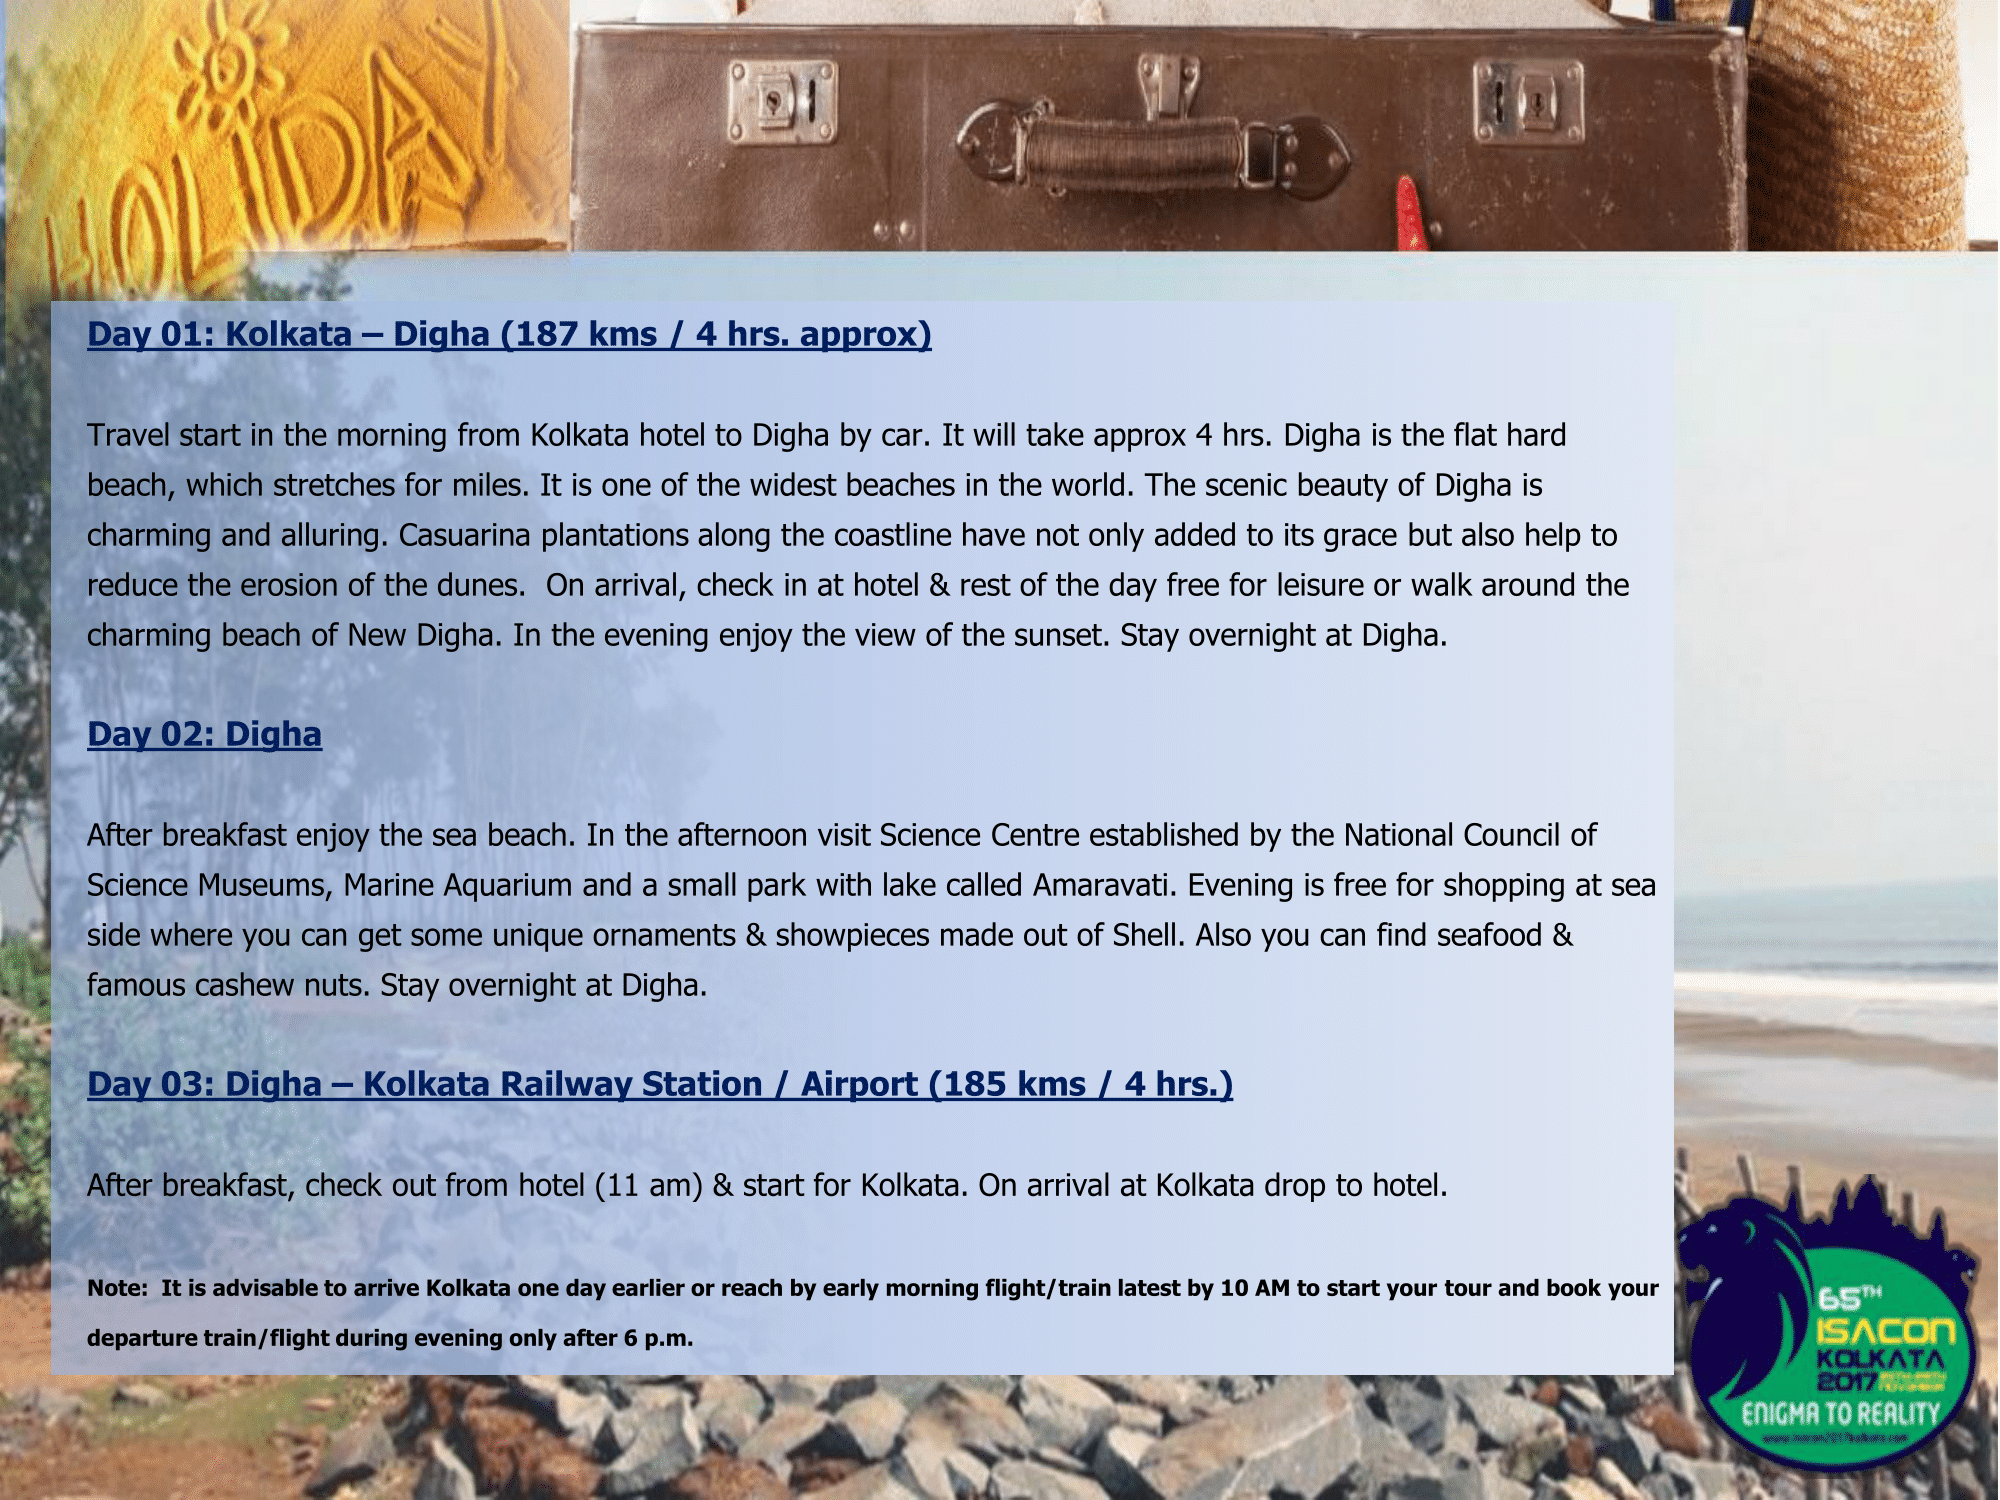 HOLIDAY
Day 01: Kolkata – Digha (187 kms / 4 hrs. approx)
Travel start in the morning from Kolkata hotel to Digha by car. It will take approx 4 hrs. Digha is the flat hard
beach, which stretches for miles. It is one of the widest beaches in the world. The scenic beauty of Digha is
charming and alluring. Casuarina plantations along the coastline have not only added to its grace but also help to
reduce the erosion of the dunes.  On arrival, check in at hotel & rest of the day free for leisure or walk around the
charming beach of New Digha. In the evening enjoy the view of the sunset. Stay overnight at Digha.
Day 02: Digha
After breakfast enjoy the sea beach. In the afternoon visit Science Centre established by the National Council of
Science Museums, Marine Aquarium and a small park with lake called Amaravati. Evening is free for shopping at sea
side where you can get some unique ornaments & showpieces made out of Shell. Also you can find seafood &
famous cashew nuts. Stay overnight at Digha.
Day 03: Digha – Kolkata Railway Station / Airport (185 kms / 4 hrs.)
After breakfast, check out from hotel (11 am) & start for Kolkata. On arrival at Kolkata drop to hotel.
Note:  It is advisable to arrive Kolkata one day earlier or reach by early morning flight/train latest by 10 AM to start your tour and book your
departure train/flight during evening only after 6 p.m.
65TH
ISACON
KOLKATA
2017
ENIGMA TO REALITY